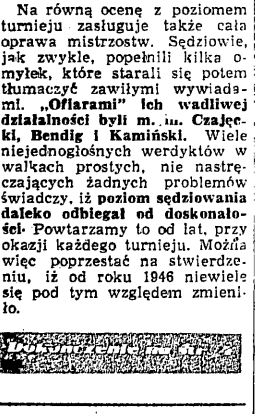 Na równą ocenę z poziomem
turnieju zasługuje także cała
oprawa mistrzostw. Sędziowie,
jak zwykle, popełnili kilka o-
myłek, które starali się potem
tłumaczyć zawiłymi wywiada-
mi. „Ofiarami" ich wadliwej
działalności byli m. in. Czajec-
ki, Bendig i Kamiński. Wiele
niejednogłośnych werdyktów w
walkach prostych, nie nastrę-
czających żadnych problemów
świadczy, iż poziom sędziowania
daleko odbiegał od doskonało-
ści. Powtarzamy to od lat, przy
okazji każdego turnieju. Można
więc poprzestać na stwierdze-
niu, iż od roku 1946 niewiele
się pod tym względem zmieni-
ło.